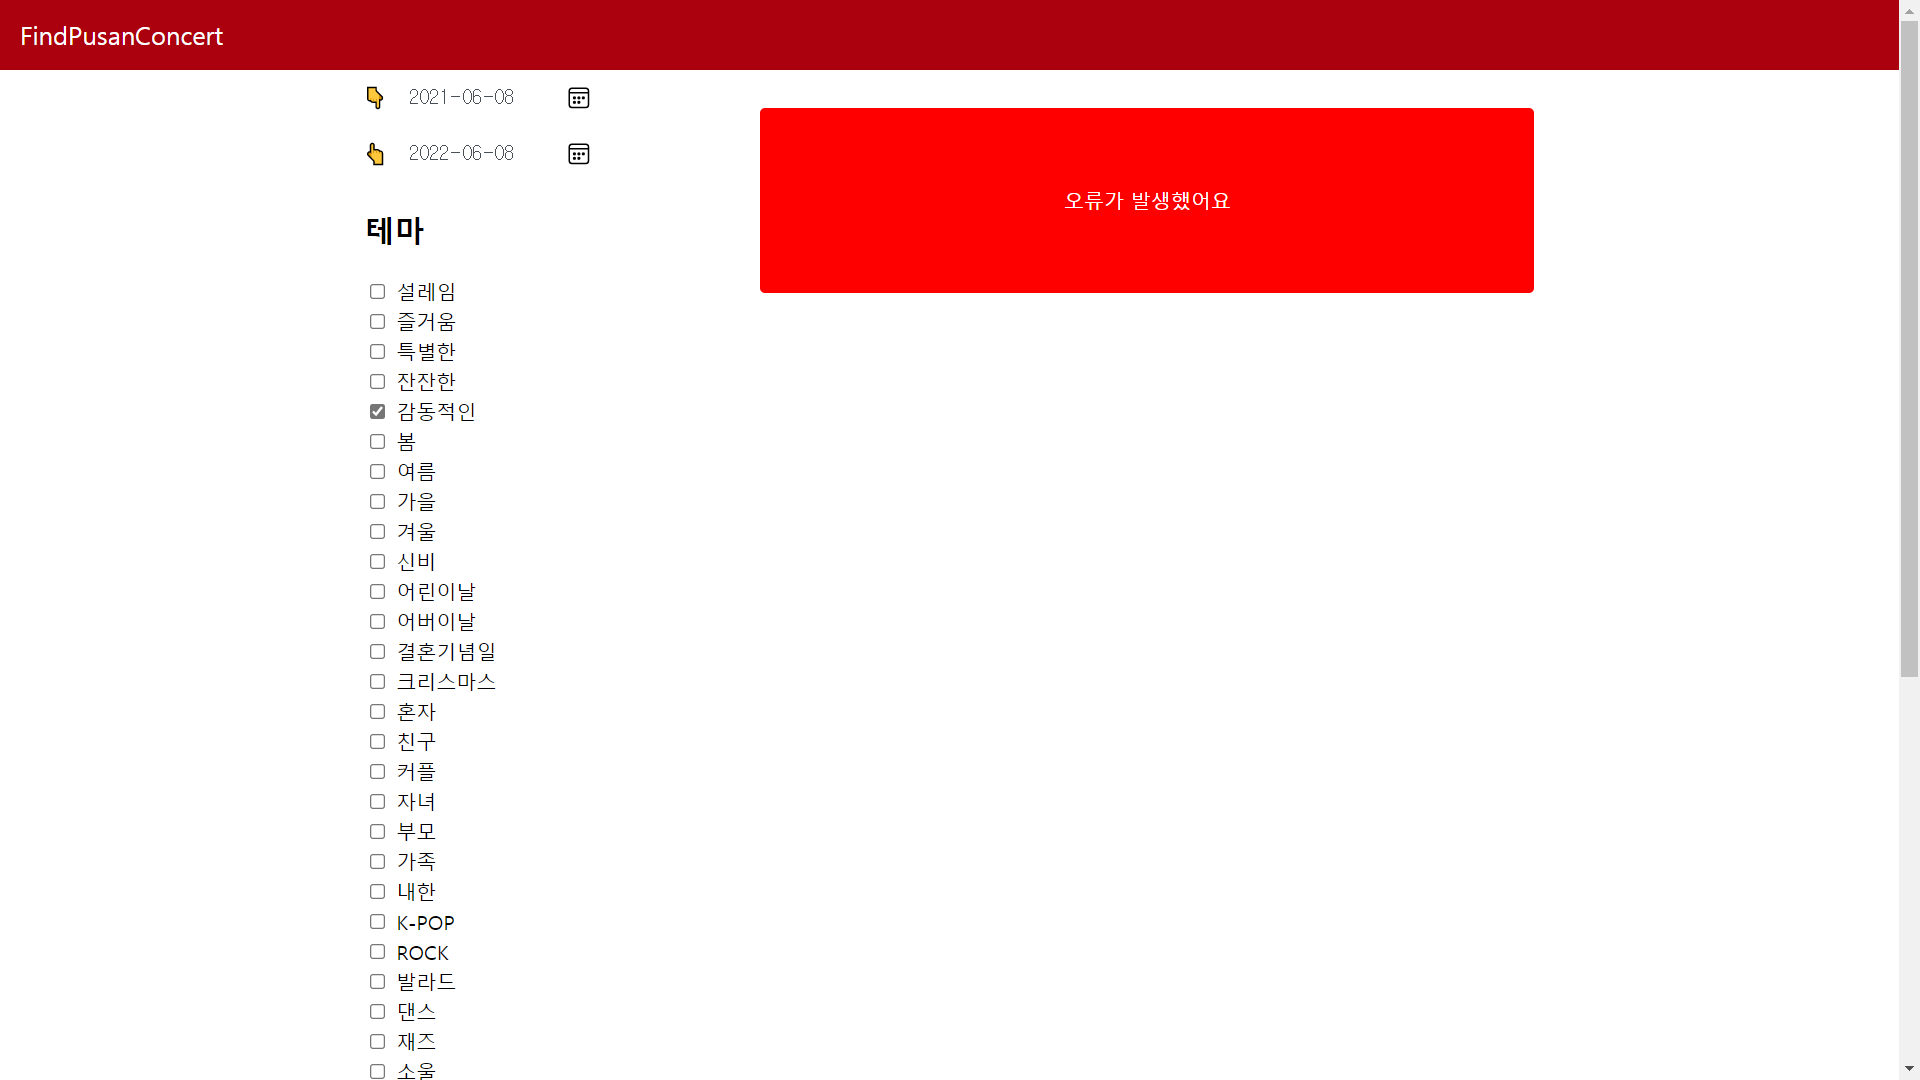 FindPusanConcert
2021-06-08
2022-06-08
테마
설레임
즐거움
특별한
잔잔한
감동적인
봄
여름
가을
겨울
신비
어린이날
어버이날
결혼기념일
크리스마스
혼자
친구
커플
자녀
부모
가족
내한
K-POP
ROCK
발라드
댄스
재즈
소울
오류가 발생했어요